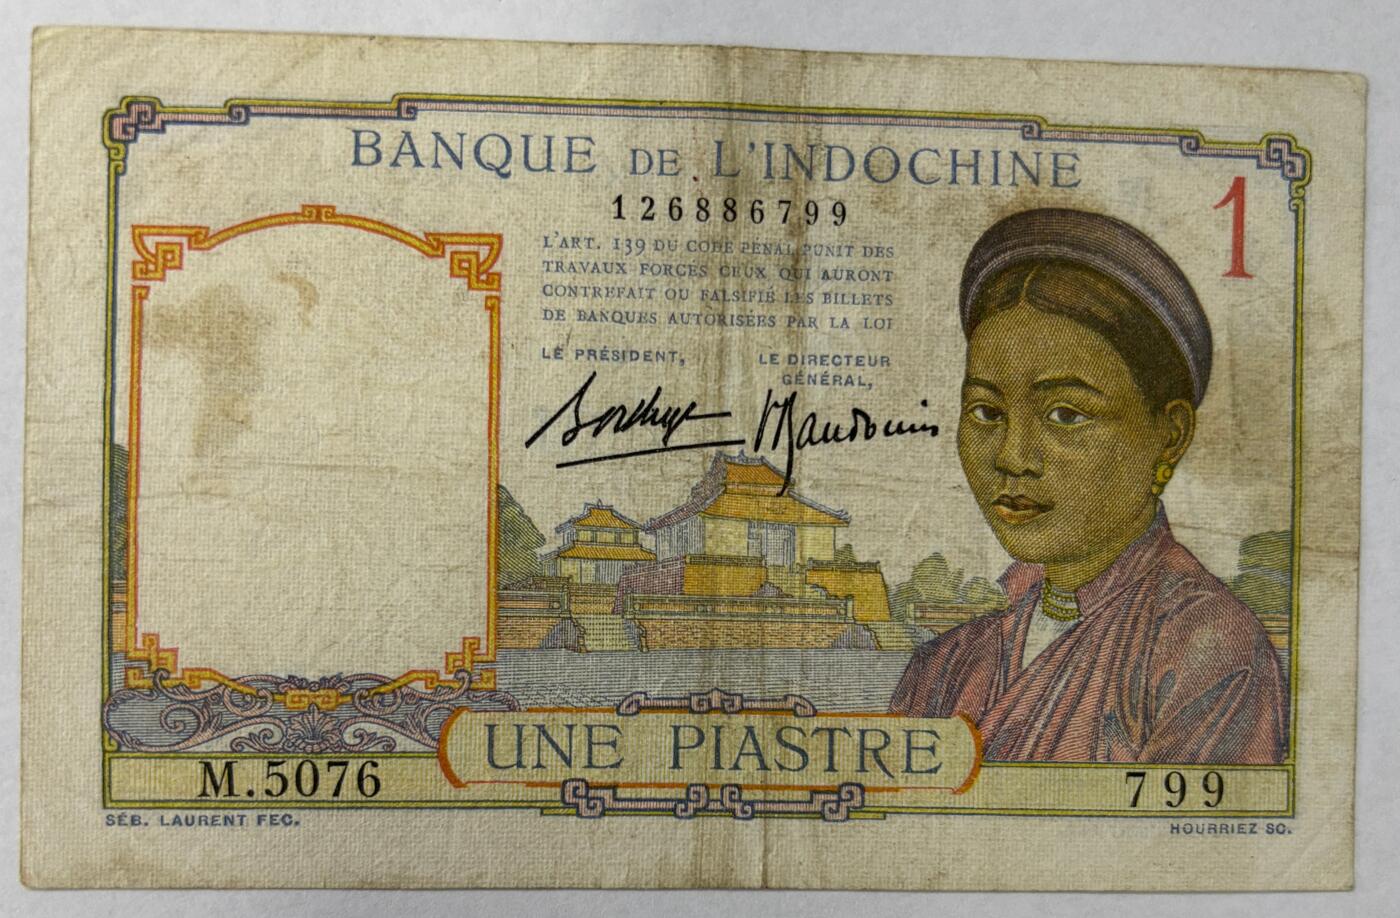 BANQUE DE L'INDOCHINE
126886799
1
L'ART. 139 DU CODE PÉNAL PUNIT DES
TRAVAUX FORCÉS CEUX QUI AURONT
CONTREFAIT OU FALSIFIÉ LES BILLETS
DE BANQUES AUTORISÉES PAR LA LOI
LE PRÉSIDENT,
LE DIRECTEUR
GÉNÉRAL,
UNE PIASTRE
M.5076
799
SÉB. LAURENT FEC.
HOURRIEZ SC.